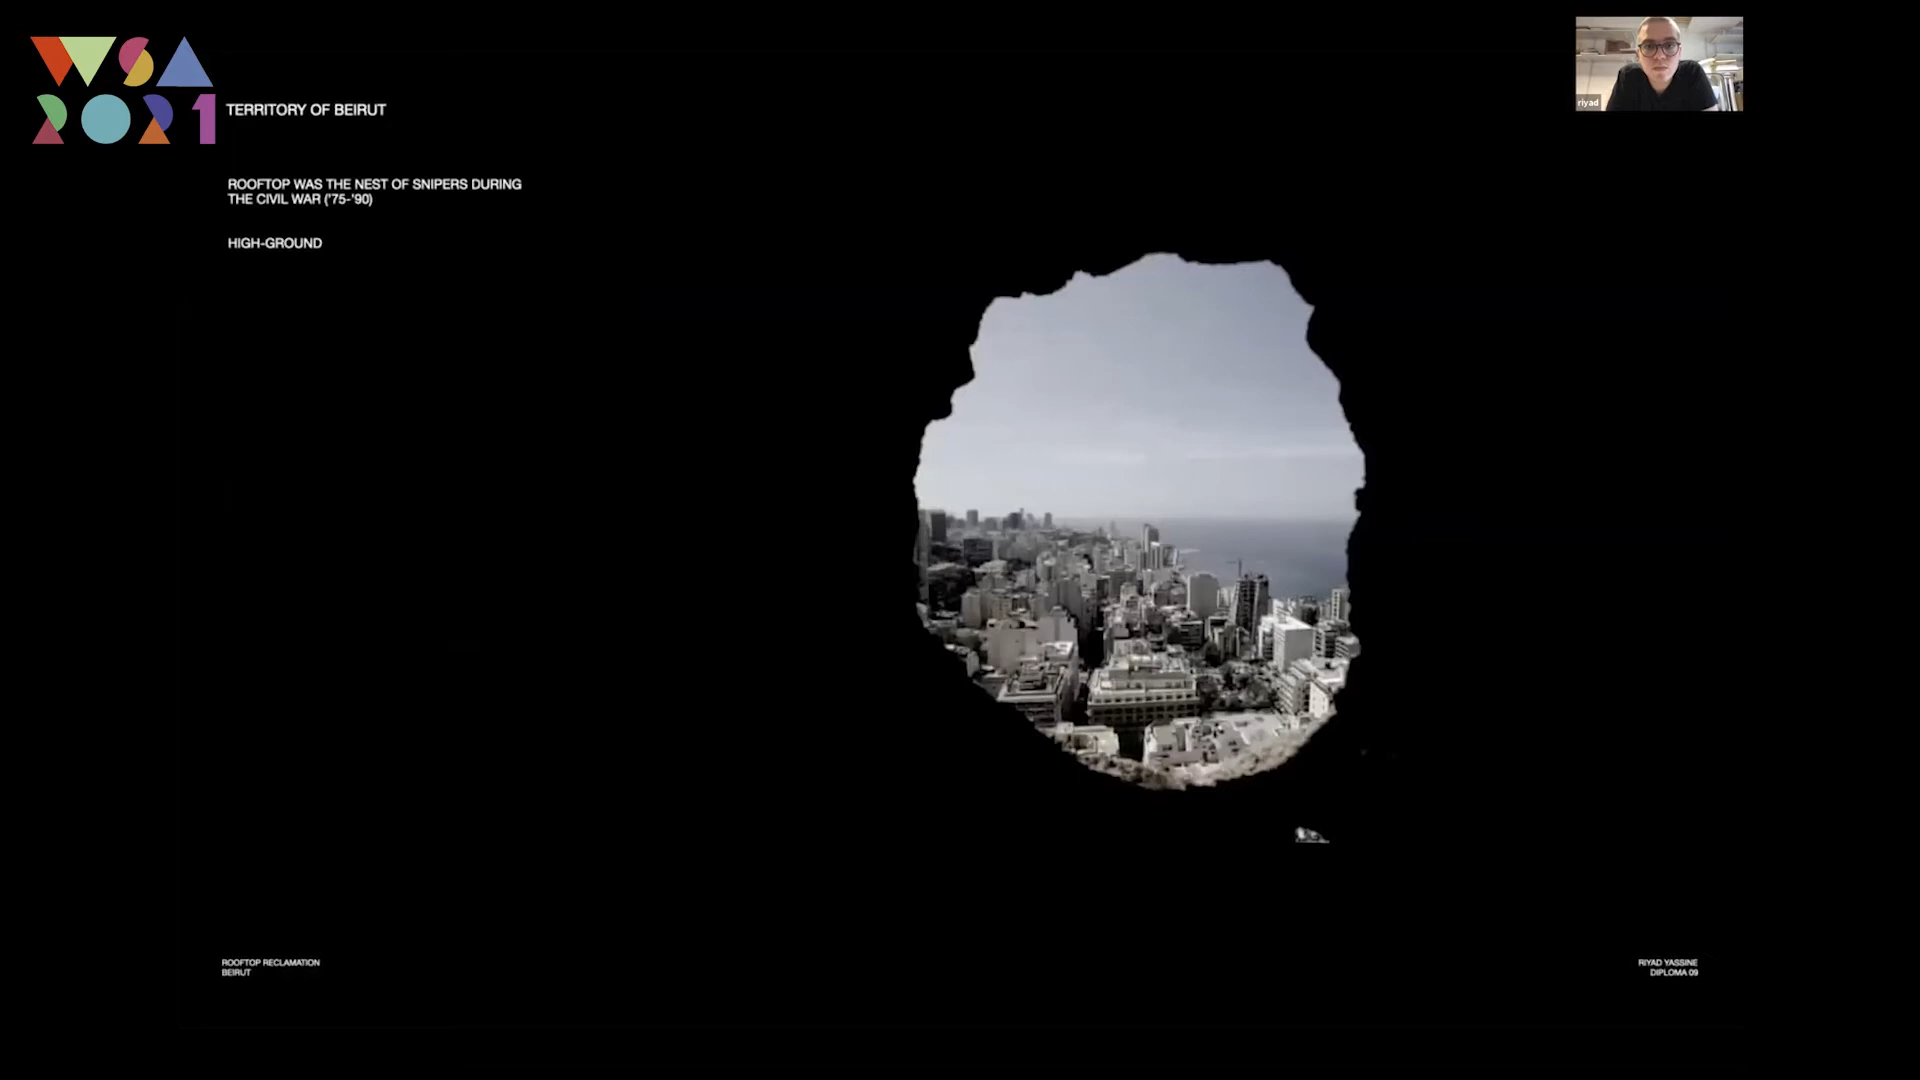 WSA
2021
TERRITORY OF BEIRUT
ROOFTOP WAS THE NEST OF SNIPERS DURING
THE CIVIL WAR ('75-'90)
HIGH-GROUND
riyad
ROOFTOP RECLAMATION
BEIRUT
RIYAD YASSINE
DIPLOMA 09